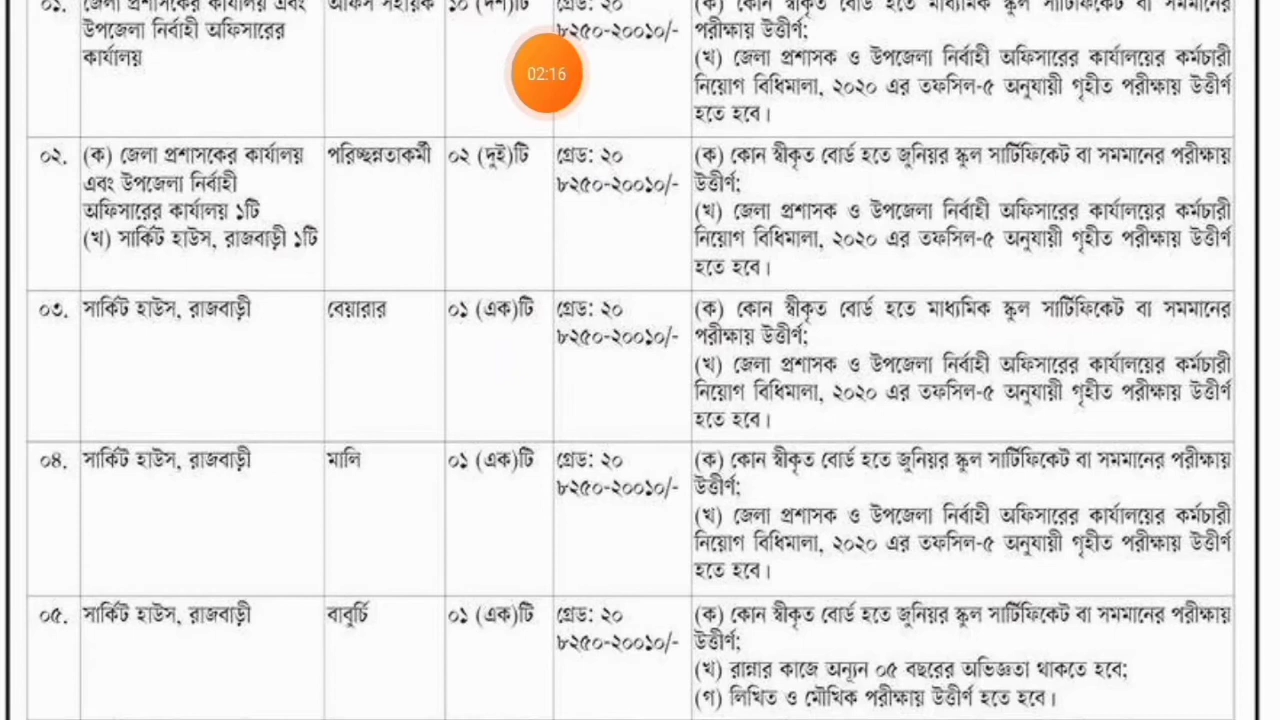 ০১. জেলা প্রশাসকের কার্যালয় এবং উপজেলা নির্বাহী অফিসারের কার্যালয় অফিস সহায়ক ১০ (দশ)টি গ্রেড: ২০
৮২৫০-২০০১০/-
(ক) কোন স্বীকৃত বোর্ড হতে মাধ্যমিক স্কুল সার্টিফিকেট বা সমমানের
পরীক্ষায় উত্তীর্ণ;
(খ) জেলা প্রশাসক ও উপজেলা নির্বাহী অফিসারের কার্যালয়ের কর্মচারী
নিয়োগ বিধিমালা, ২০২০ এর তফসিল-৫ অনুযায়ী গৃহীত পরীক্ষায় উত্তীর্ণ
হতে হবে।
02:16
০২. (ক) জেলা প্রশাসকের কার্যালয়
এবং উপজেলা নির্বাহী
অফিসারের কার্যালয় ১টি
(খ) সার্কিট হাউস, রাজবাড়ী ১টি
পরিচ্ছন্নতাকর্মী
০২ (দুই)টি
গ্রেড: ২০
৮২৫০-২০০১০/-
(ক) কোন স্বীকৃত বোর্ড হতে জুনিয়র স্কুল সার্টিফিকেট বা সমমানের পরীক্ষায়
উত্তীর্ণ;
(খ) জেলা প্রশাসক ও উপজেলা নির্বাহী অফিসারের কার্যালয়ের কর্মচারী
নিয়োগ বিধিমালা, ২০২০ এর তফসিল-৫ অনুযায়ী গৃহীত পরীক্ষায় উত্তীর্ণ
হতে হবে।
০৩. সার্কিট হাউস, রাজবাড়ী
বেয়ারার
০১ (এক)টি
গ্রেড: ২০
৮২৫০-২০০১০/-
(ক) কোন স্বীকৃত বোর্ড হতে মাধ্যমিক স্কুল সার্টিফিকেট বা সমমানের
পরীক্ষায় উত্তীর্ণ;
(খ) জেলা প্রশাসক ও উপজেলা নির্বাহী অফিসারের কার্যালয়ের কর্মচারী
নিয়োগ বিধিমালা, ২০২০ এর তফসিল-৫ অনুযায়ী গৃহীত পরীক্ষায় উত্তীর্ণ
হতে হবে।
০৪. সার্কিট হাউস, রাজবাড়ী
মালি
০১ (এক)টি
গ্রেড: ২০
৮২৫০-২০০১০/-
(ক) কোন স্বীকৃত বোর্ড হতে জুনিয়র স্কুল সার্টিফিকেট বা সমমানের পরীক্ষায়
উত্তীর্ণ;
(খ) জেলা প্রশাসক ও উপজেলা নির্বাহী অফিসারের কার্যালয়ের কর্মচারী
নিয়োগ বিধিমালা, ২০২০ এর তফসিল-৫ অনুযায়ী গৃহীত পরীক্ষায় উত্তীর্ণ
হতে হবে।
০৫. সার্কিট হাউস, রাজবাড়ী
বাবুর্চি
০১ (এক)টি
গ্রেড: ২০
৮২৫০-২০০১০/-
(ক) কোন স্বীকৃত বোর্ড হতে জুনিয়র স্কুল সার্টিফিকেট বা সমমানের পরীক্ষায়
উত্তীর্ণ;
(খ) রান্নার কাজে অন্যূন ০৫ বছরের অভিজ্ঞতা থাকতে হবে;
(গ) লিখিত ও মৌখিক পরীক্ষায় উত্তীর্ণ হতে হবে।